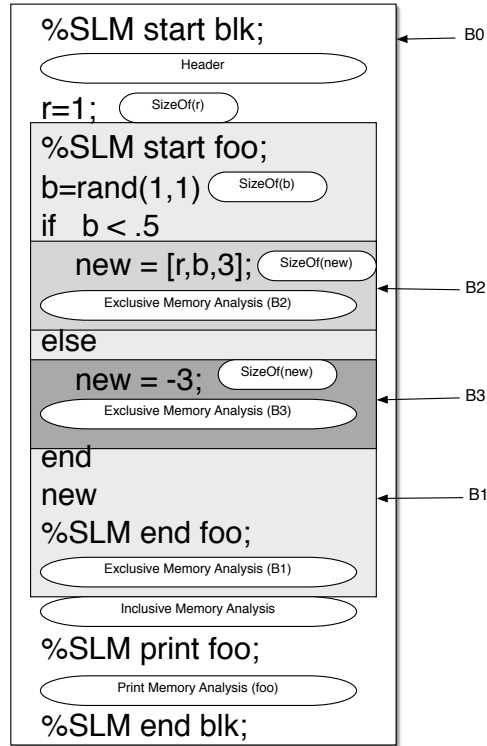 %SLM start blk;
B0
Header
r=1; SizeOf(r)
%SLM start foo;
b=rand(1,1) SizeOf(b)
if b < .5
new = [r,b,3]; SizeOf(new)
B2
Exclusive Memory Analysis (B2)
else
new = -3; SizeOf(new)
B3
Exclusive Memory Analysis (B3)
end
new
B1
%SLM end foo;
Exclusive Memory Analysis (B1)
Inclusive Memory Analysis
%SLM print foo;
Print Memory Analysis (foo)
%SLM end blk;